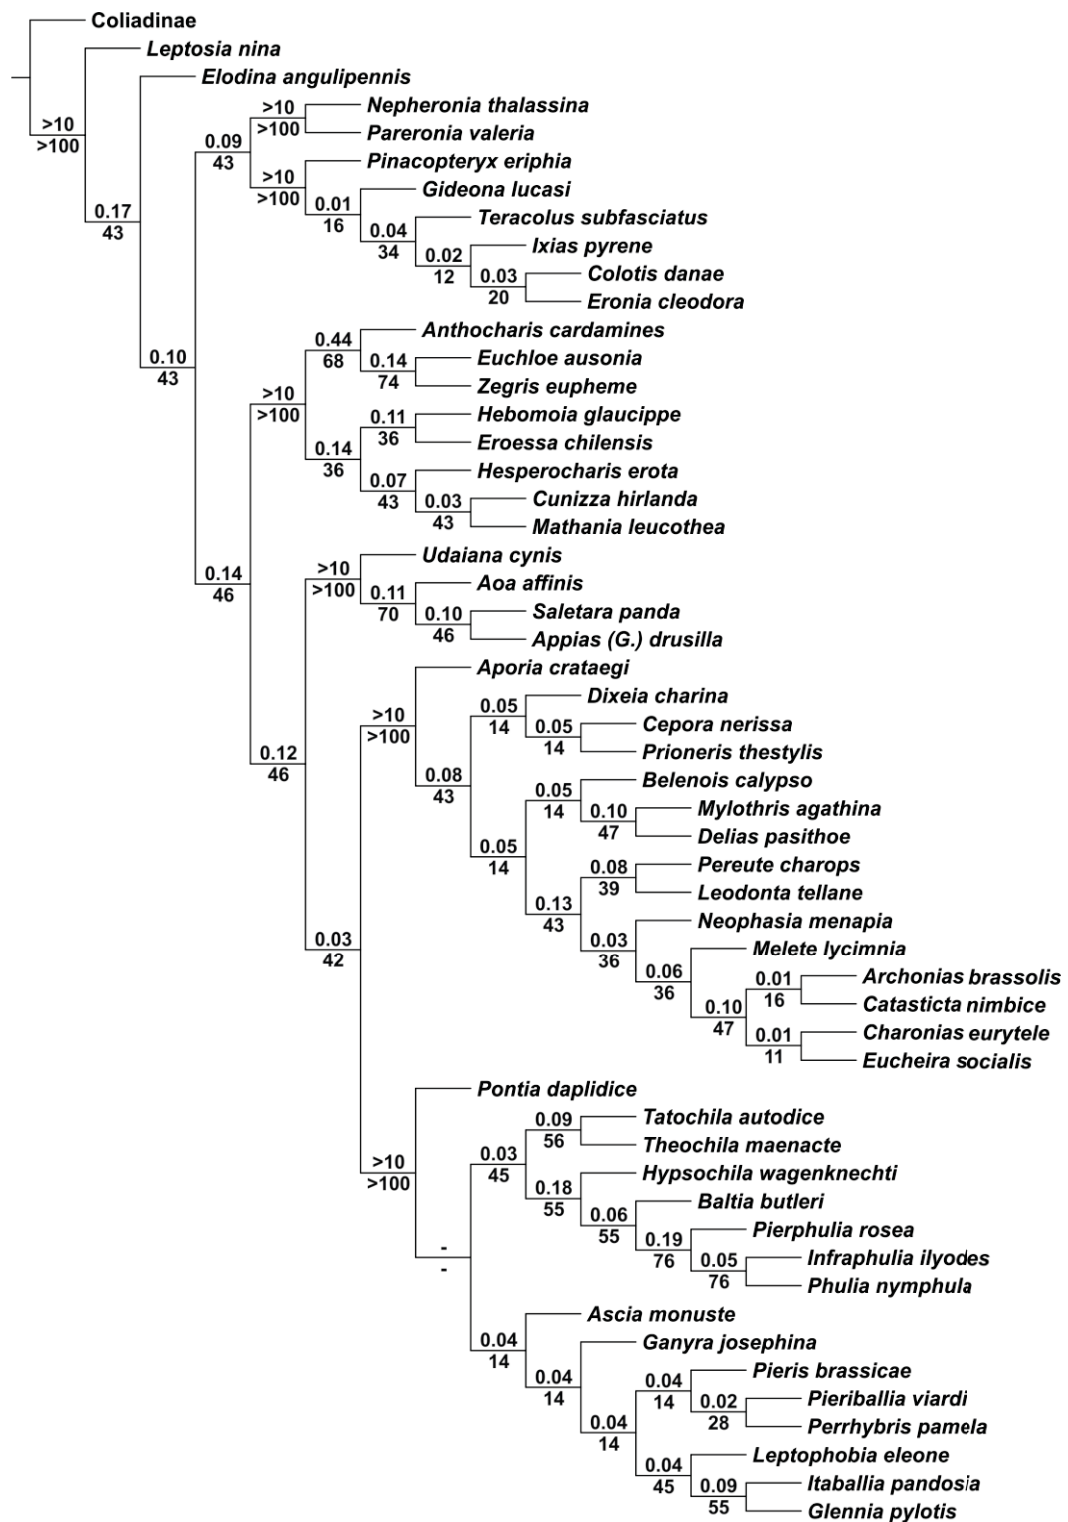 Coliadinae
Leptosia nina
Elodina angulipennis
>10 Nepheronia thalassina
>10
>100
0.09
>100 Pareronia valeria
43
>10 Pinacopteryx eriphia
>100
0.01 Gideona lucasi
0.17
16
43
0.04 Teracolus subfasciatus
34
0.02 Ixias pyrene
12
0.03 Colotis danae
20 Eronia cleodora
0.44 Anthocharis cardamines
68
0.10
43
0.14 Euchloe ausonia
74 Zegris eupheme
>10
>100
0.11 Hebomoia glaucippe
36 Eroessa chilensis
0.14
36
0.07 Hesperocharis erota
43
0.03 Cunizza hirlanda
43 Mathania leucothea
>10 Udaiana cynis
>100
0.14
46
0.11 Aoa affinis
70
0.10 Saletara panda
46 Appias (G.) drusilla
Aporia crataegi
>10
>100
0.05 Dixeia charina
14
0.05 Cepora nerissa
14 Prioneris thestylis
0.12
46
0.08
43
0.05 Belenois calypso
14
0.10 Mylothris agathina
47 Delias pasithoe
0.05
14
0.08 Pereute charops
39 Leodonta tellane
0.13
43
0.03 Neophasia menapia
36
0.03
42
0.06 Melete lycimnia
36
0.01 Archonias brassolis
16 Catasticta nimbice
0.10
47
0.01 Charonias eurytele
11 Eucheira socialis
Pontia daplidice
0.09 Tatochila autodice
56 Theochila maenacte
>10
>100
0.03
45
0.18 Hypsochila wagenknechti
55
0.06 Baltia butleri
55
0.19 Pierphulia rosea
76
-
-
0.05 Infraphulia ilyodes
76 Phulia nymphula
Ascia monuste
0.04
14
Ganyra josephina
0.04
14
0.04 Pieris brassicae
14
0.02 Pieriballia viardi
28 Perrhybris pamela
0.04
14
0.04 Leptophobia eleone
45
0.09 Itaballia pandosia
55 Glennia pylotis